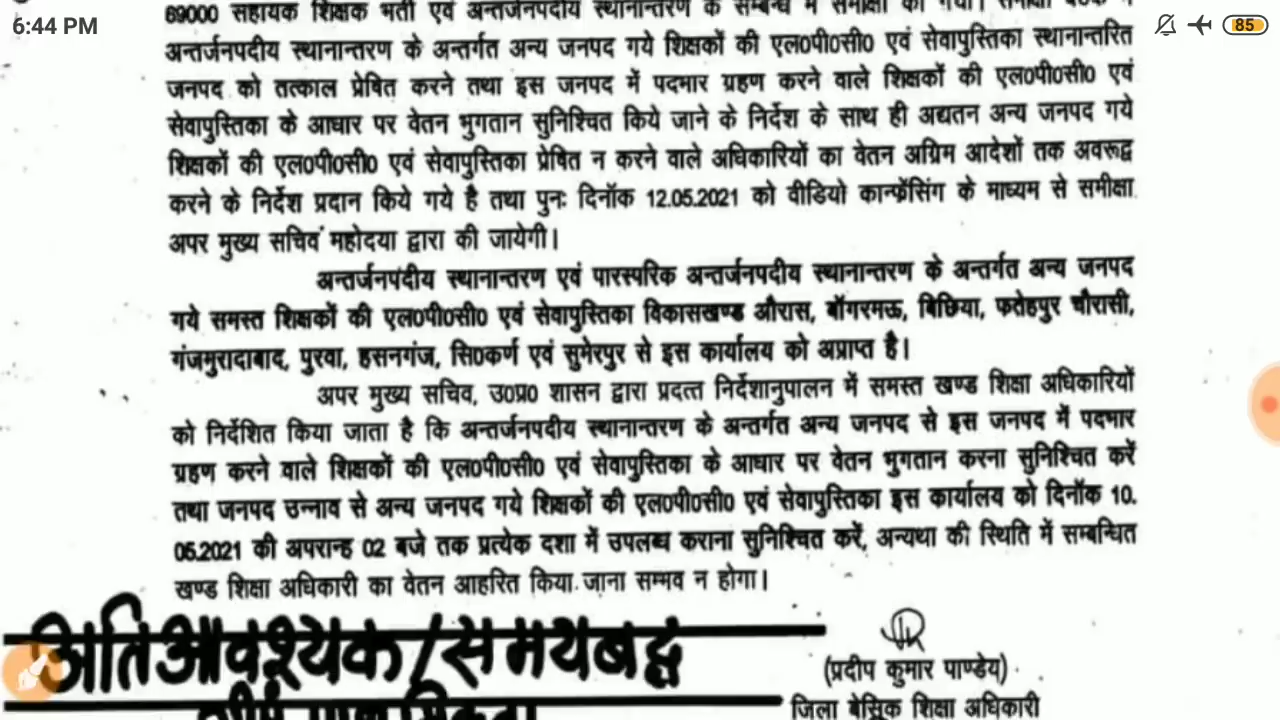 6:44 PM
85
69000 सहायक शिक्षक भर्ती एवं अन्तर्जनपदीय स्थानान्तरण के सम्बन्ध में समीक्षा की गयी। समीक्षा बैठक में
अन्तर्जनपदीय स्थानान्तरण के अन्तर्गत अन्य जनपद गये शिक्षकों की एल0पी0सी0 एवं सेवापुस्तिका स्थानान्तरित
जनपद को तत्काल प्रेषित करने तथा इस जनपद में पदमार ग्रहण करने वाले शिक्षकों की एल0पी0सी0 एवं
सेवापुस्तिका के आधार पर वेतन भुगतान सुनिश्चित किये जाने के निर्देश के साथ ही अद्यतन अन्य जनपद गये
शिक्षकों की एल0पी0सी0 एवं सेवापुस्तिका प्रेषित न करने वाले अधिकारियों का वेतन अग्रिम आदेशों तक अवरूद्व
करने के निर्देश प्रदान किये गये है तथा पुनः दिनॉक 12.05.2021 को वीडियो कान्फ्रेंसिंग के माध्यम से समीक्षा
अपर मुख्य सचिव महोदया द्वारा की जायेगी।
अन्तर्जनपदीय स्थानान्तरण एवं पारस्परिक अन्तर्जनपदीय स्थानान्तरण के अन्तर्गत अन्य जनपद
गये समस्त शिक्षकों की एल0पी0सी0 एवं सेवापुस्तिका विकासखण्ड औरास, बॉगरमऊ, बिछिया, फतेहपुर चौरासी,
गंजमुरादाबाद, पुरवा, हसनगंज, सि0कर्ण एवं सुमेरपुर से इस कार्यालय को अप्राप्त है।
अपर मुख्य सचिव, उ0प्र0 शासन द्वारा प्रदत्त निर्देशानुपालन में समस्त खण्ड शिक्षा अधिकारियों
को निर्देशित किया जाता है कि अन्तर्जनपदीय स्थानान्तरण के अन्तर्गत अन्य जनपद से इस जनपद में पदमार
ग्रहण करने वाले शिक्षकों की एल0पी0सी0 एवं सेवापुस्तिका के आधार पर वेतन भुगतान करना सुनिश्चित करें
तथा जनपद उन्नाव से अन्य जनपद गये शिक्षकों की एल0पी0सी0 एवं सेवापुस्तिका इस कार्यालय को दिनॉक 10.
05.2021 की अपरान्ह 02 बजे तक प्रत्येक दशा में उपलब्ध कराना सुनिश्चित करें, अन्यथा की स्थिति में सम्बन्धित
खण्ड शिक्षा अधिकारी का वेतन आहरित किया जाना सम्मव न होगा।
अतिआवश्यक/समयबद्ध
(प्रदीप कुमार पाण्डेय)
जिला बेसिक शिक्षा अधिकारी